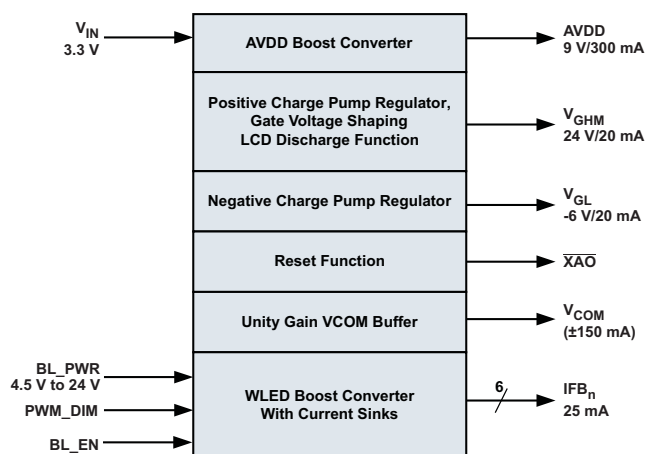 V_IN
3.3 V
AVDD Boost Converter
AVDD
9 V/300 mA
Positive Charge Pump Regulator,
Gate Voltage Shaping
LCD Discharge Function
V_GHM
24 V/20 mA
Negative Charge Pump Regulator
V_GL
-6 V/20 mA
Reset Function
X̅A̅O̅
Unity Gain VCOM Buffer
V_COM
(±150 mA)
BL_PWR
4.5 V to 24 V
PWM_DIM
BL_EN
WLED Boost Converter
With Current Sinks
6
IFB_n
25 mA